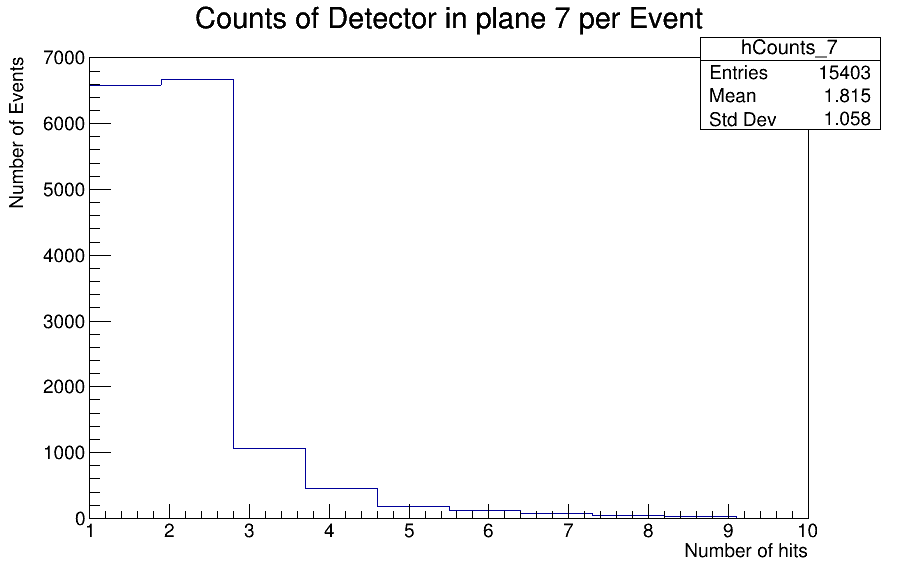 Counts of Detector in plane 7 per Event
hCounts_7
Entries 15403
Mean 1.815
Std Dev 1.058
Number of Events
7000
6000
5000
4000
3000
2000
1000
0
1 2 3 4 5 6 7 8 9 10
Number of hits